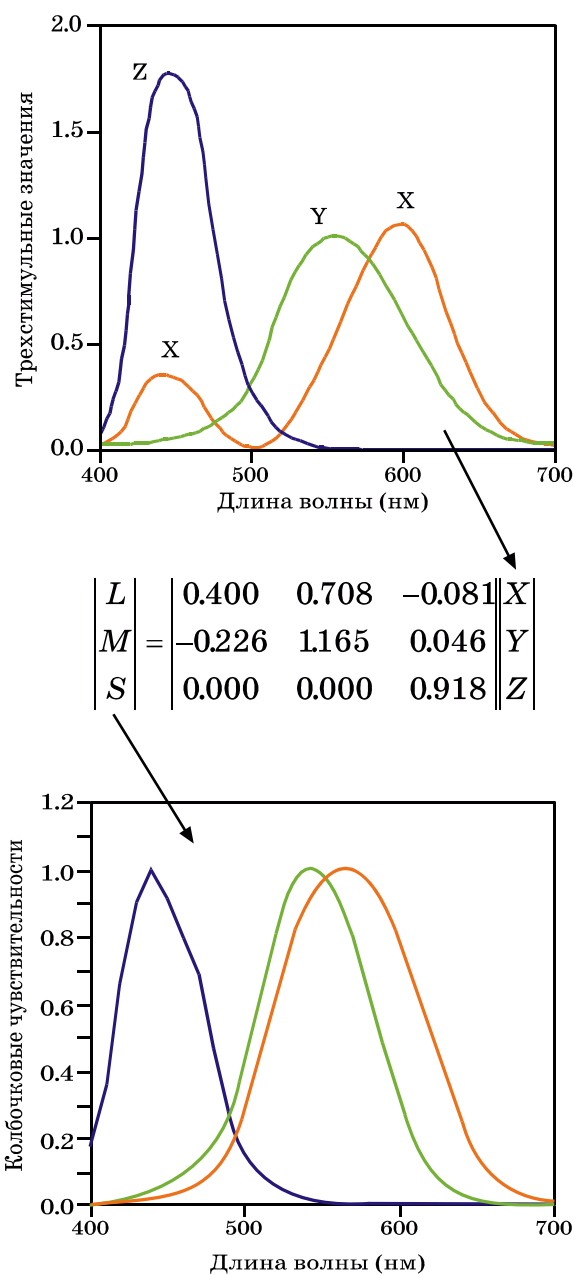 Трехстимульные значения
2.0
1.5
1.0
0.5
0.0
Z
X
Y
X
400 500 600 700
Длина волны (нм)
L 0.400 0.708 –0.081 X
M = –0.226 1.165 0.046 Y
S 0.000 0.000 0.918 Z
Колбочковые чувствительности
1.2
1.0
0.8
0.6
0.4
0.2
0.0
400 500 600 700
Длина волны (нм)